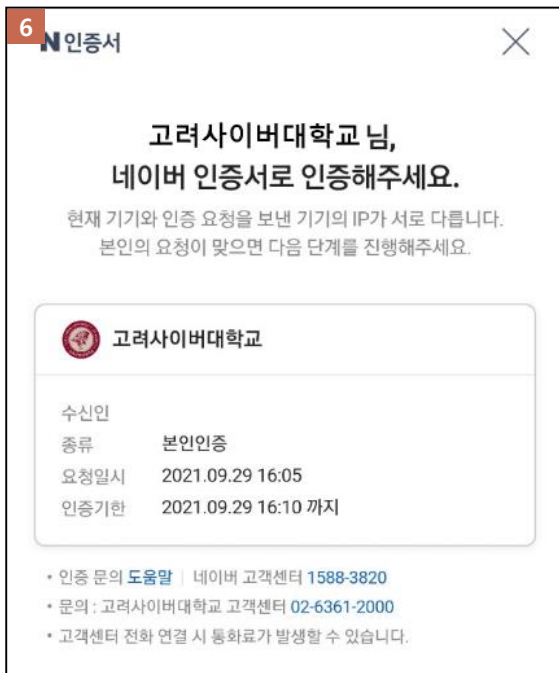 6
N 인증서
고려사이버대학교 님,
네이버 인증서로 인증해주세요.
현재 기기와 인증 요청을 보낸 기기의 IP가 서로 다릅니다.
본인의 요청이 맞으면 다음 단계를 진행해주세요.
고려사이버대학교
수신인
종류 본인인증
요청일시 2021.09.29 16:05
인증기한 2021.09.29 16:10 까지
• 인증 문의 도움말 | 네이버 고객센터 1588-3820
• 문의 : 고려사이버대학교 고객센터 02-6361-2000
• 고객센터 전화 연결 시 통화료가 발생할 수 있습니다.